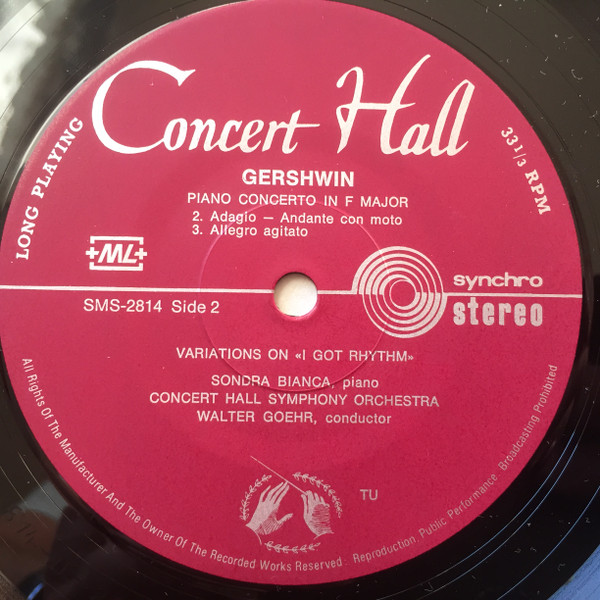 Concert Hall
LONG PLAYING
33 1/3 RPM
GERSHWIN
PIANO CONCERTO IN F MAJOR
2. Adagio – Andante con moto
3. Allegro agitato
+ML+
synchro
stereo
SMS-2814 Side 2
VARIATIONS ON «I GOT RHYTHM»
SONDRA BIANCA, piano
CONCERT HALL SYMPHONY ORCHESTRA
WALTER GOEHR, conductor
TU
All Rights Of The Manufacturer And The Owner Of The Recorded Works Reserved. Reproduction, Public Performance, Broadcasting Prohibited